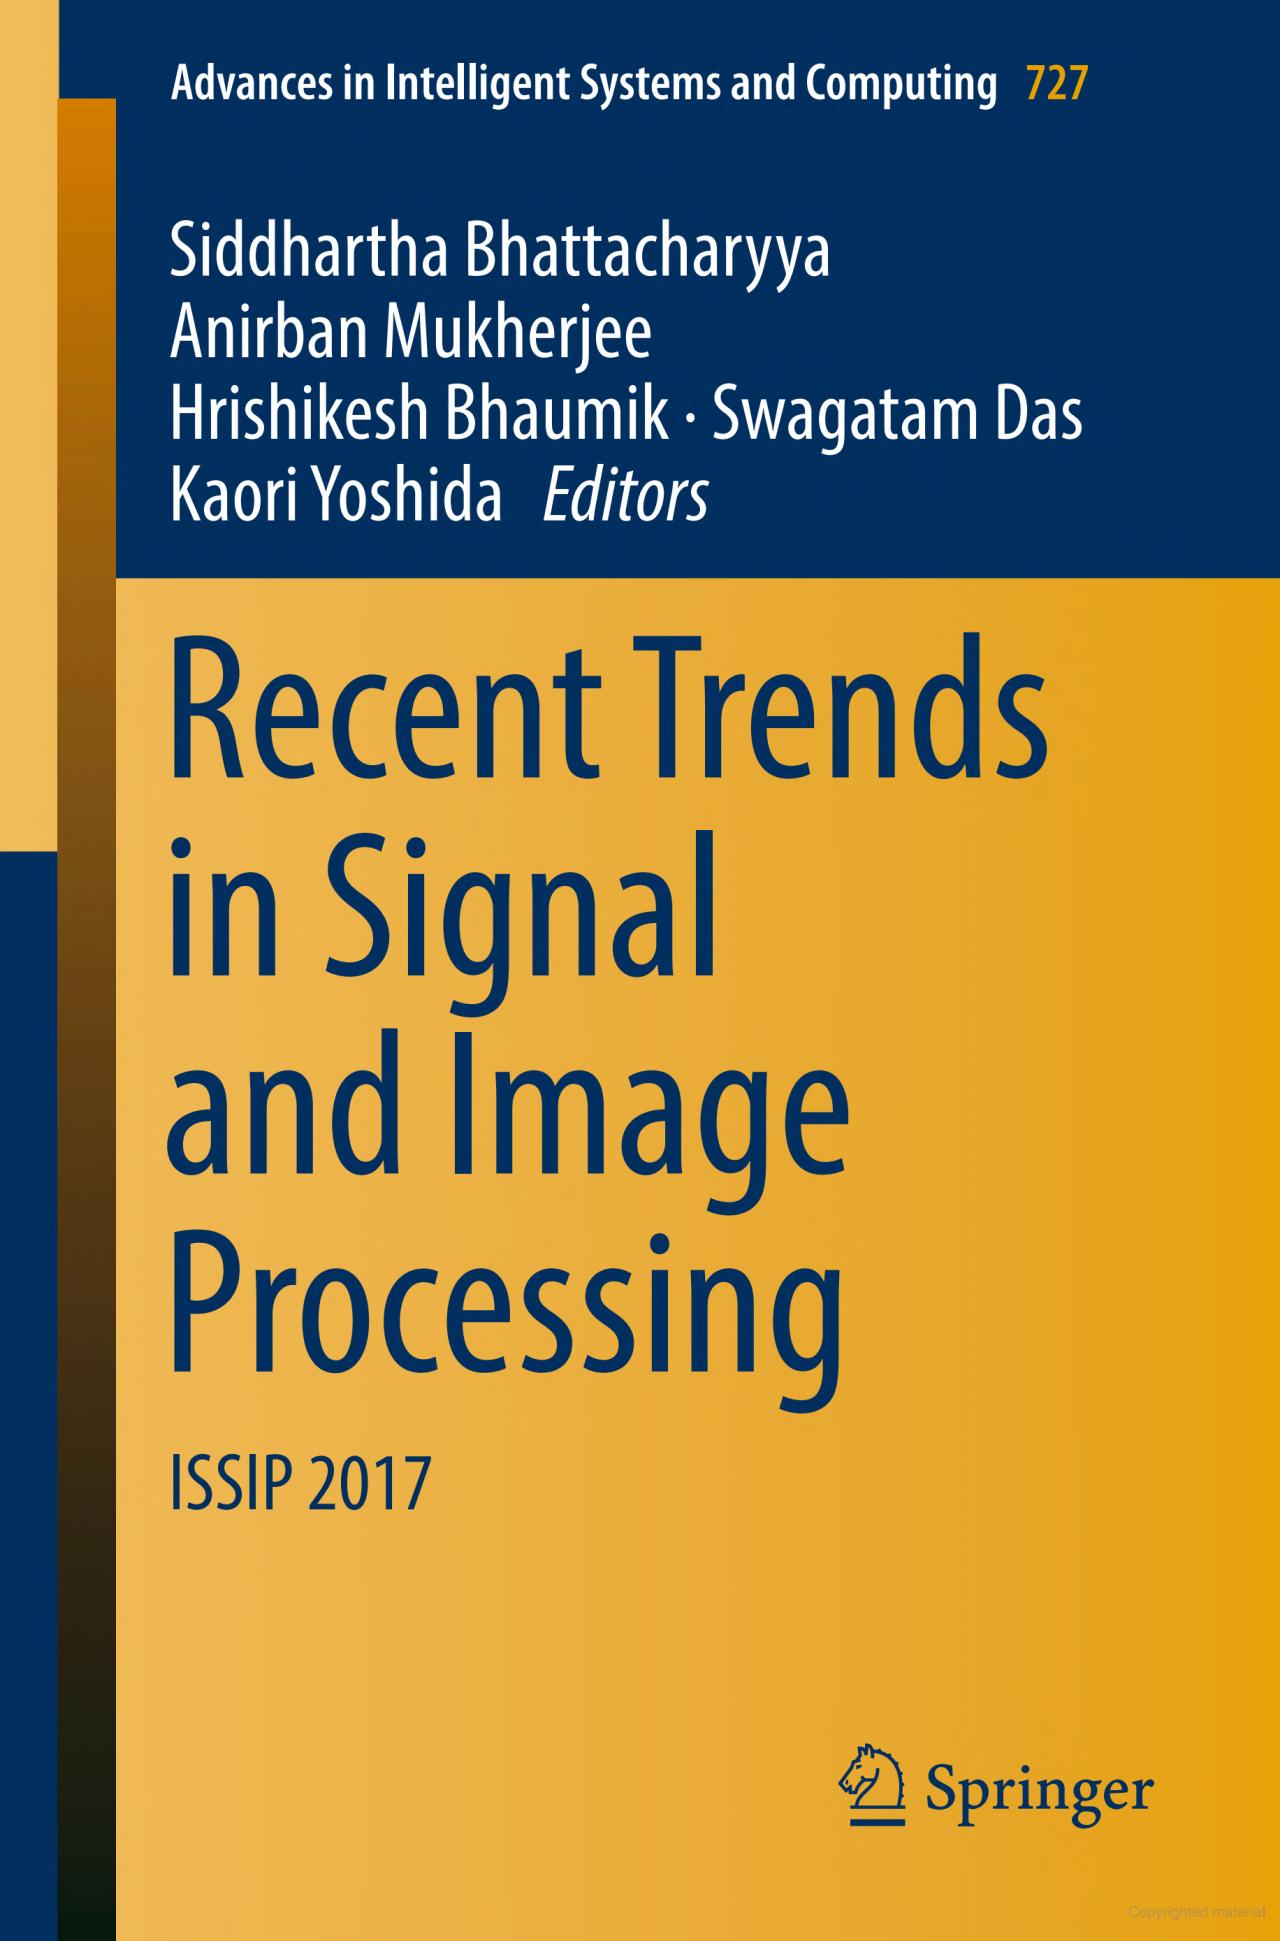 Advances in Intelligent Systems and Computing 727
Siddhartha Bhattacharyya
Anirban Mukherjee
Hrishikesh Bhaumik · Swagatam Das
Kaori Yoshida Editors
Recent Trends
in Signal
and Image
Processing
ISSIP 2017
Springer
Copyrighted material